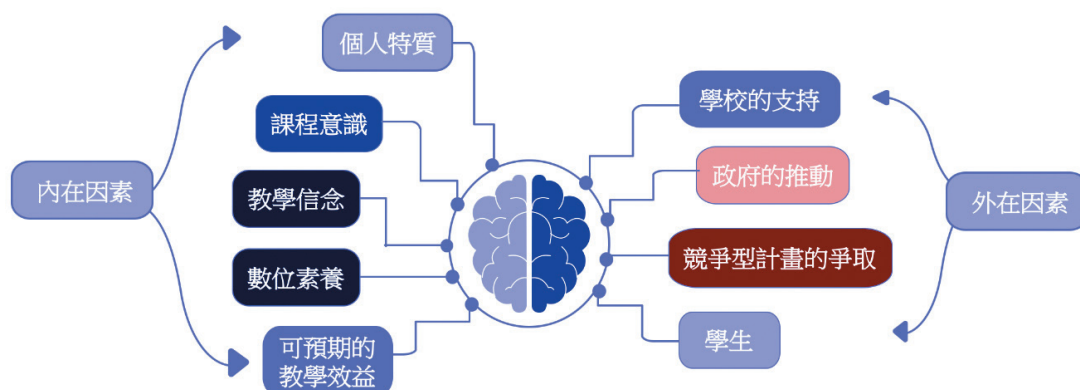 內在因素
個人特質
課程意識
教學信念
數位素養
可預期的
教學效益
學校的支持
政府的推動
競爭型計畫的爭取
學生
外在因素